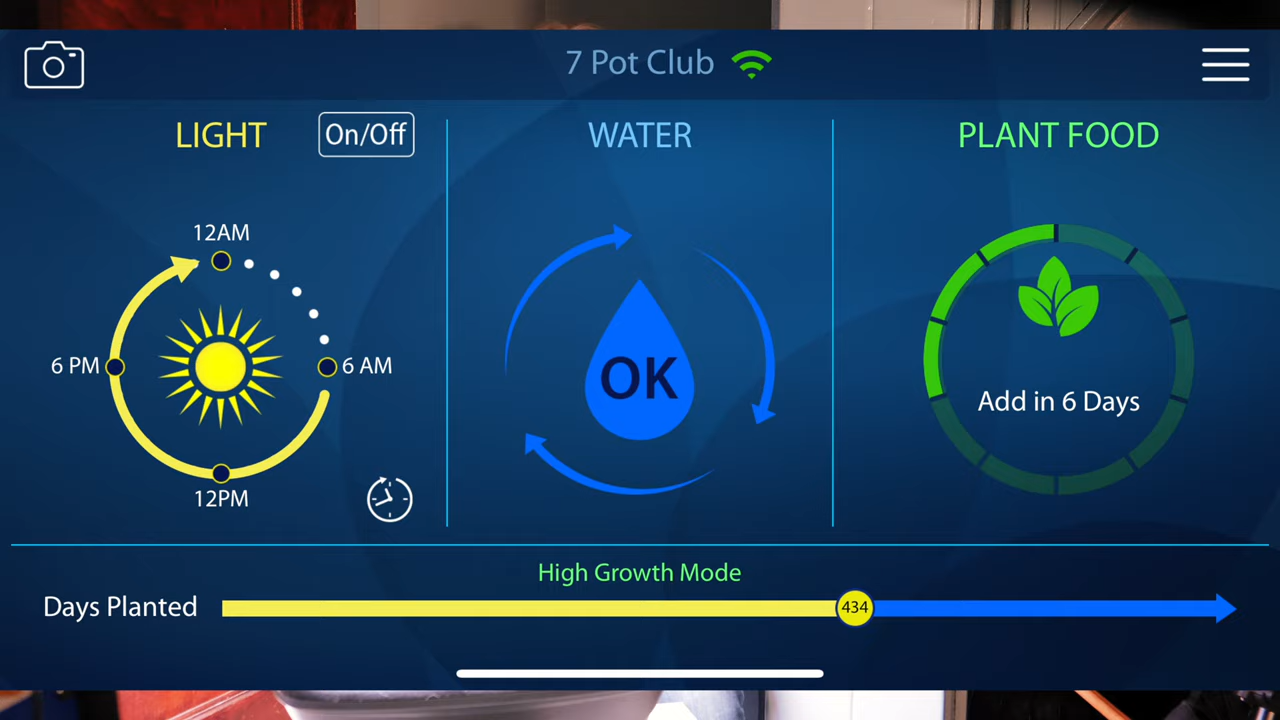 7 Pot Club
LIGHT
On/Off
WATER
PLANT FOOD
12AM
6 PM
6 AM
12PM
OK
Add in 6 Days
High Growth Mode
Days Planted
434